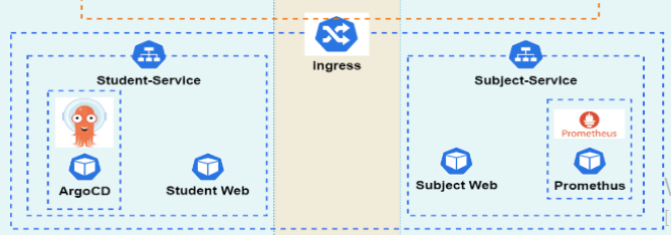 Ingress
Student-Service
Subject-Service
Prometheus
ArgoCD
Student Web
Subject Web
Promethus